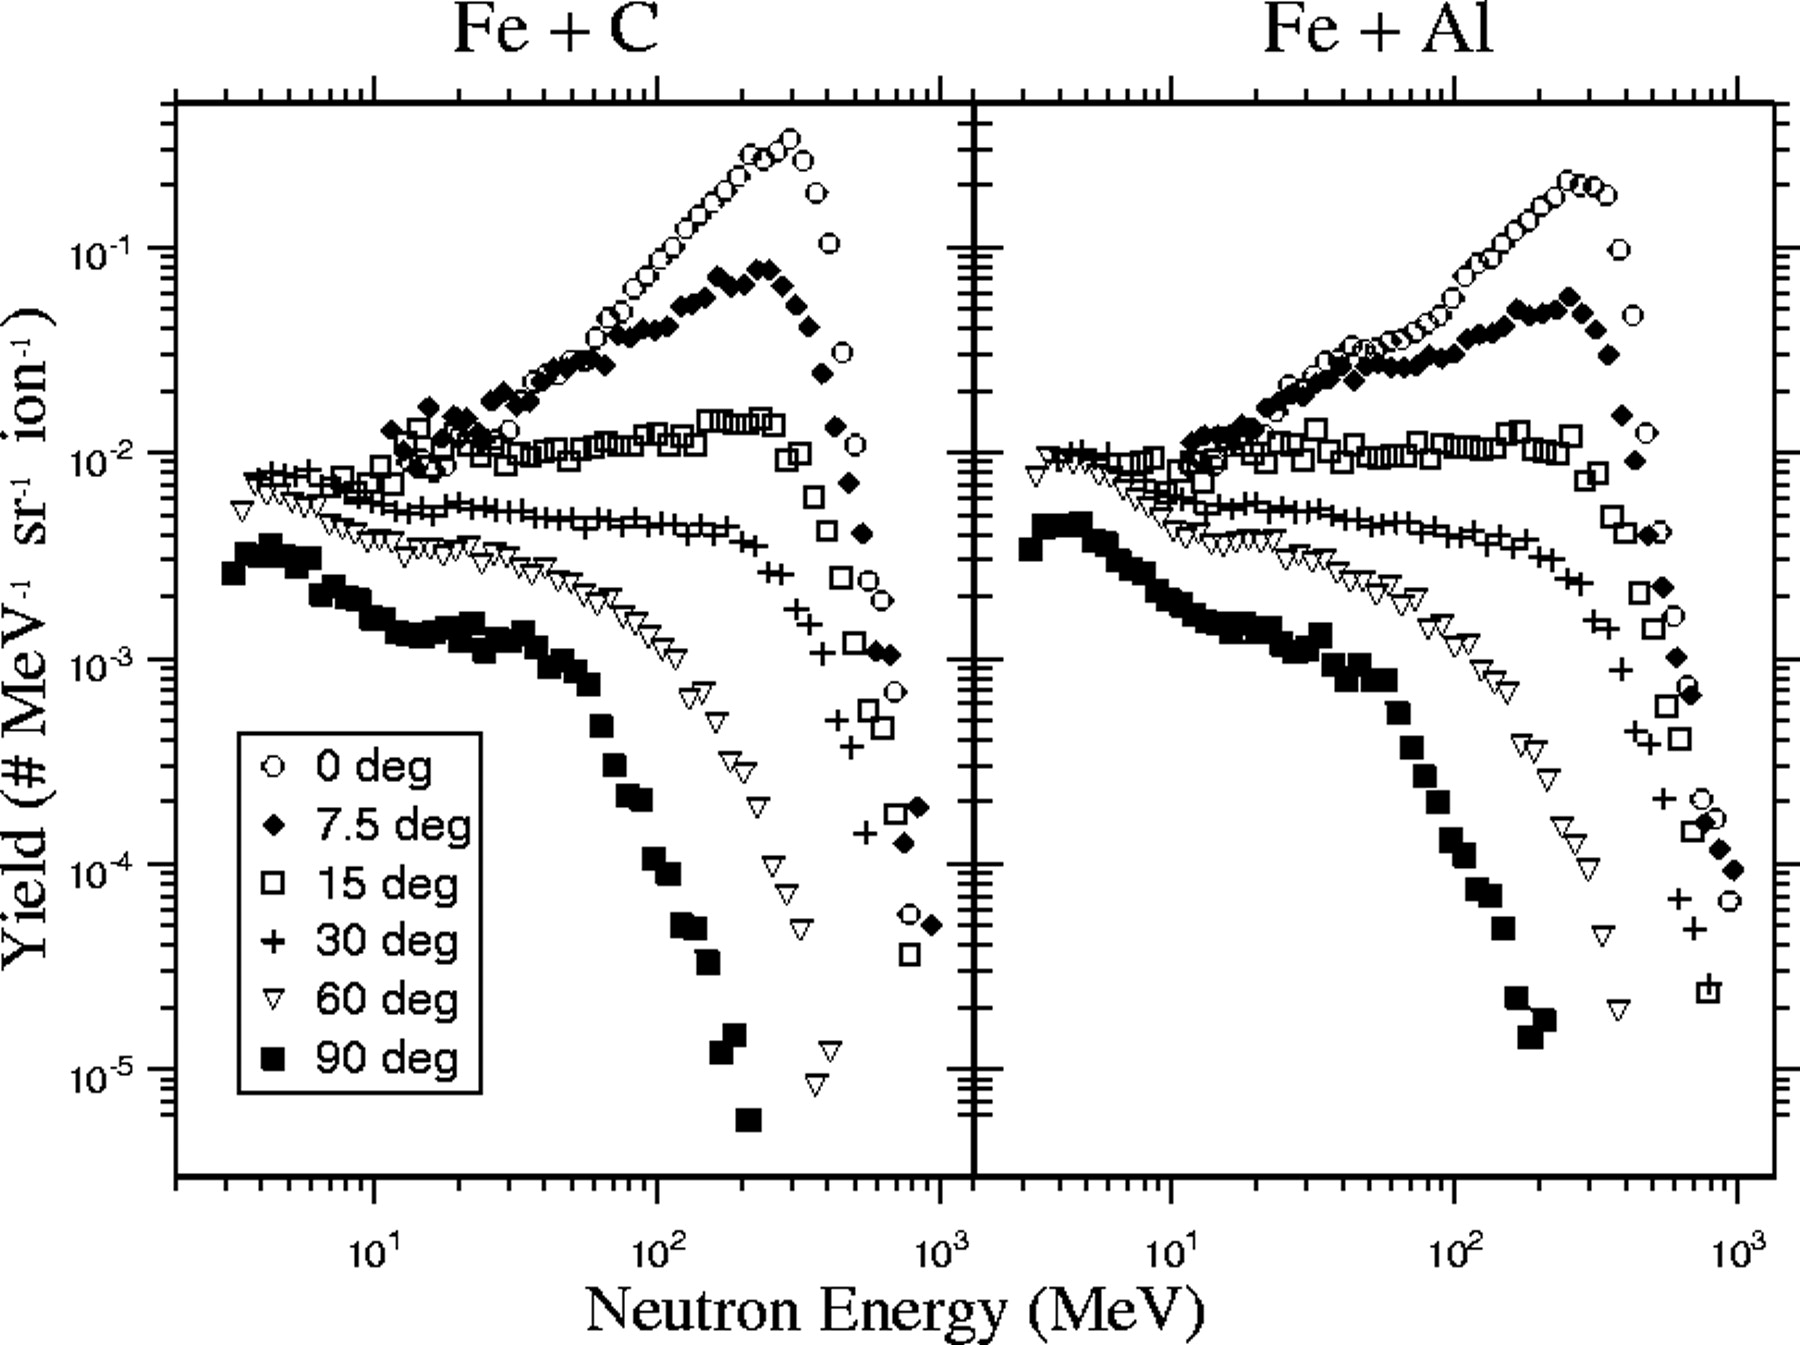 Fe + C
Fe + Al
Yield (# MeV⁻¹ sr⁻¹ ion⁻¹)
10⁻¹
10⁻²
10⁻³
10⁻⁴
10⁻⁵
0 deg
7.5 deg
15 deg
30 deg
60 deg
90 deg
10¹ 10² 10³
10¹ 10² 10³
Neutron Energy (MeV)